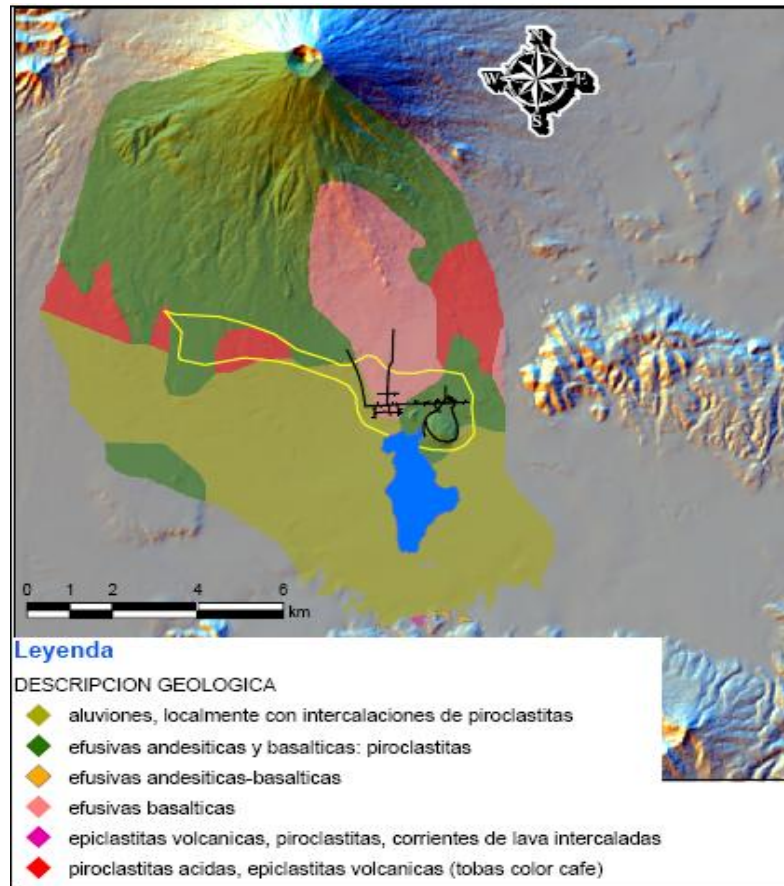 N
W E
S
0 1 2 4 6
km
Leyenda
DESCRIPCION GEOLOGICA
aluviones, localmente con intercalaciones de piroclastitas
efusivas andesiticas y basalticas: piroclastitas
efusivas andesiticas-basalticas
efusivas basalticas
epiclastitas volcanicas, piroclastitas, corrientes de lava intercaladas
piroclastitas acidas, epiclastitas volcanicas (tobas color cafe)